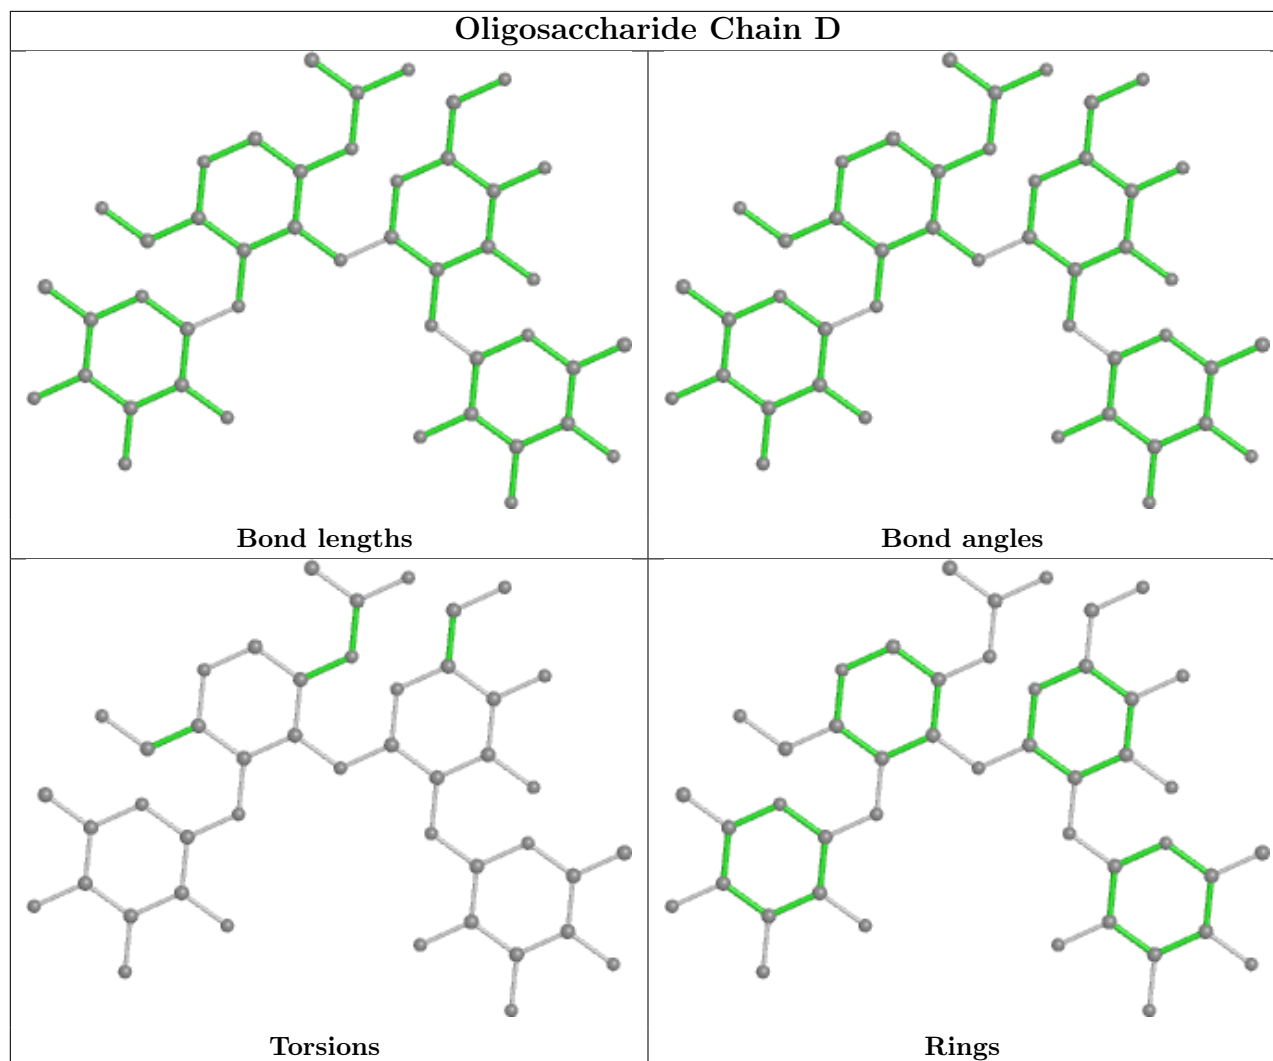 Oligosaccharide Chain D
Bond lengths
Bond angles
Torsions
Rings